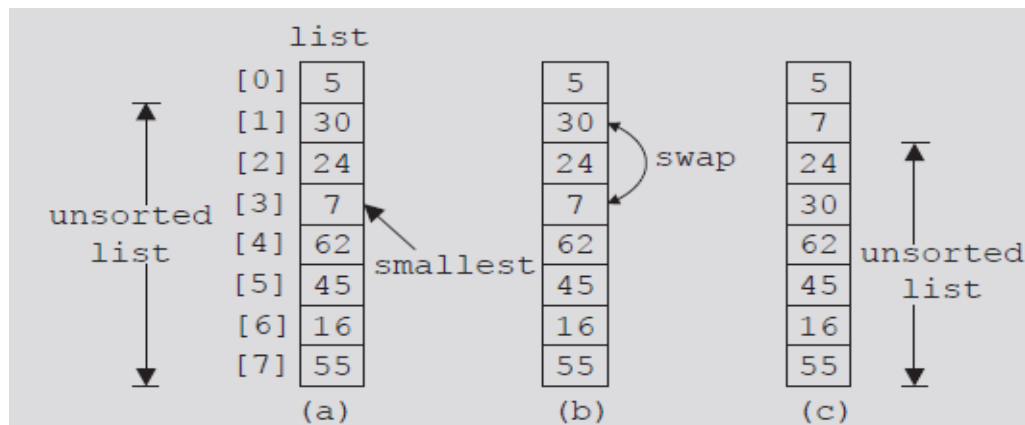 list
[0] 5 5 5
[1] 30 30 7
[2] 24 24 24
swap
[3] 7 7 30
unsorted
list
[4] 62 62 62
smallest
unsorted
list
[5] 45 45 45
[6] 16 16 16
[7] 55 55 55
(a) (b) (c)